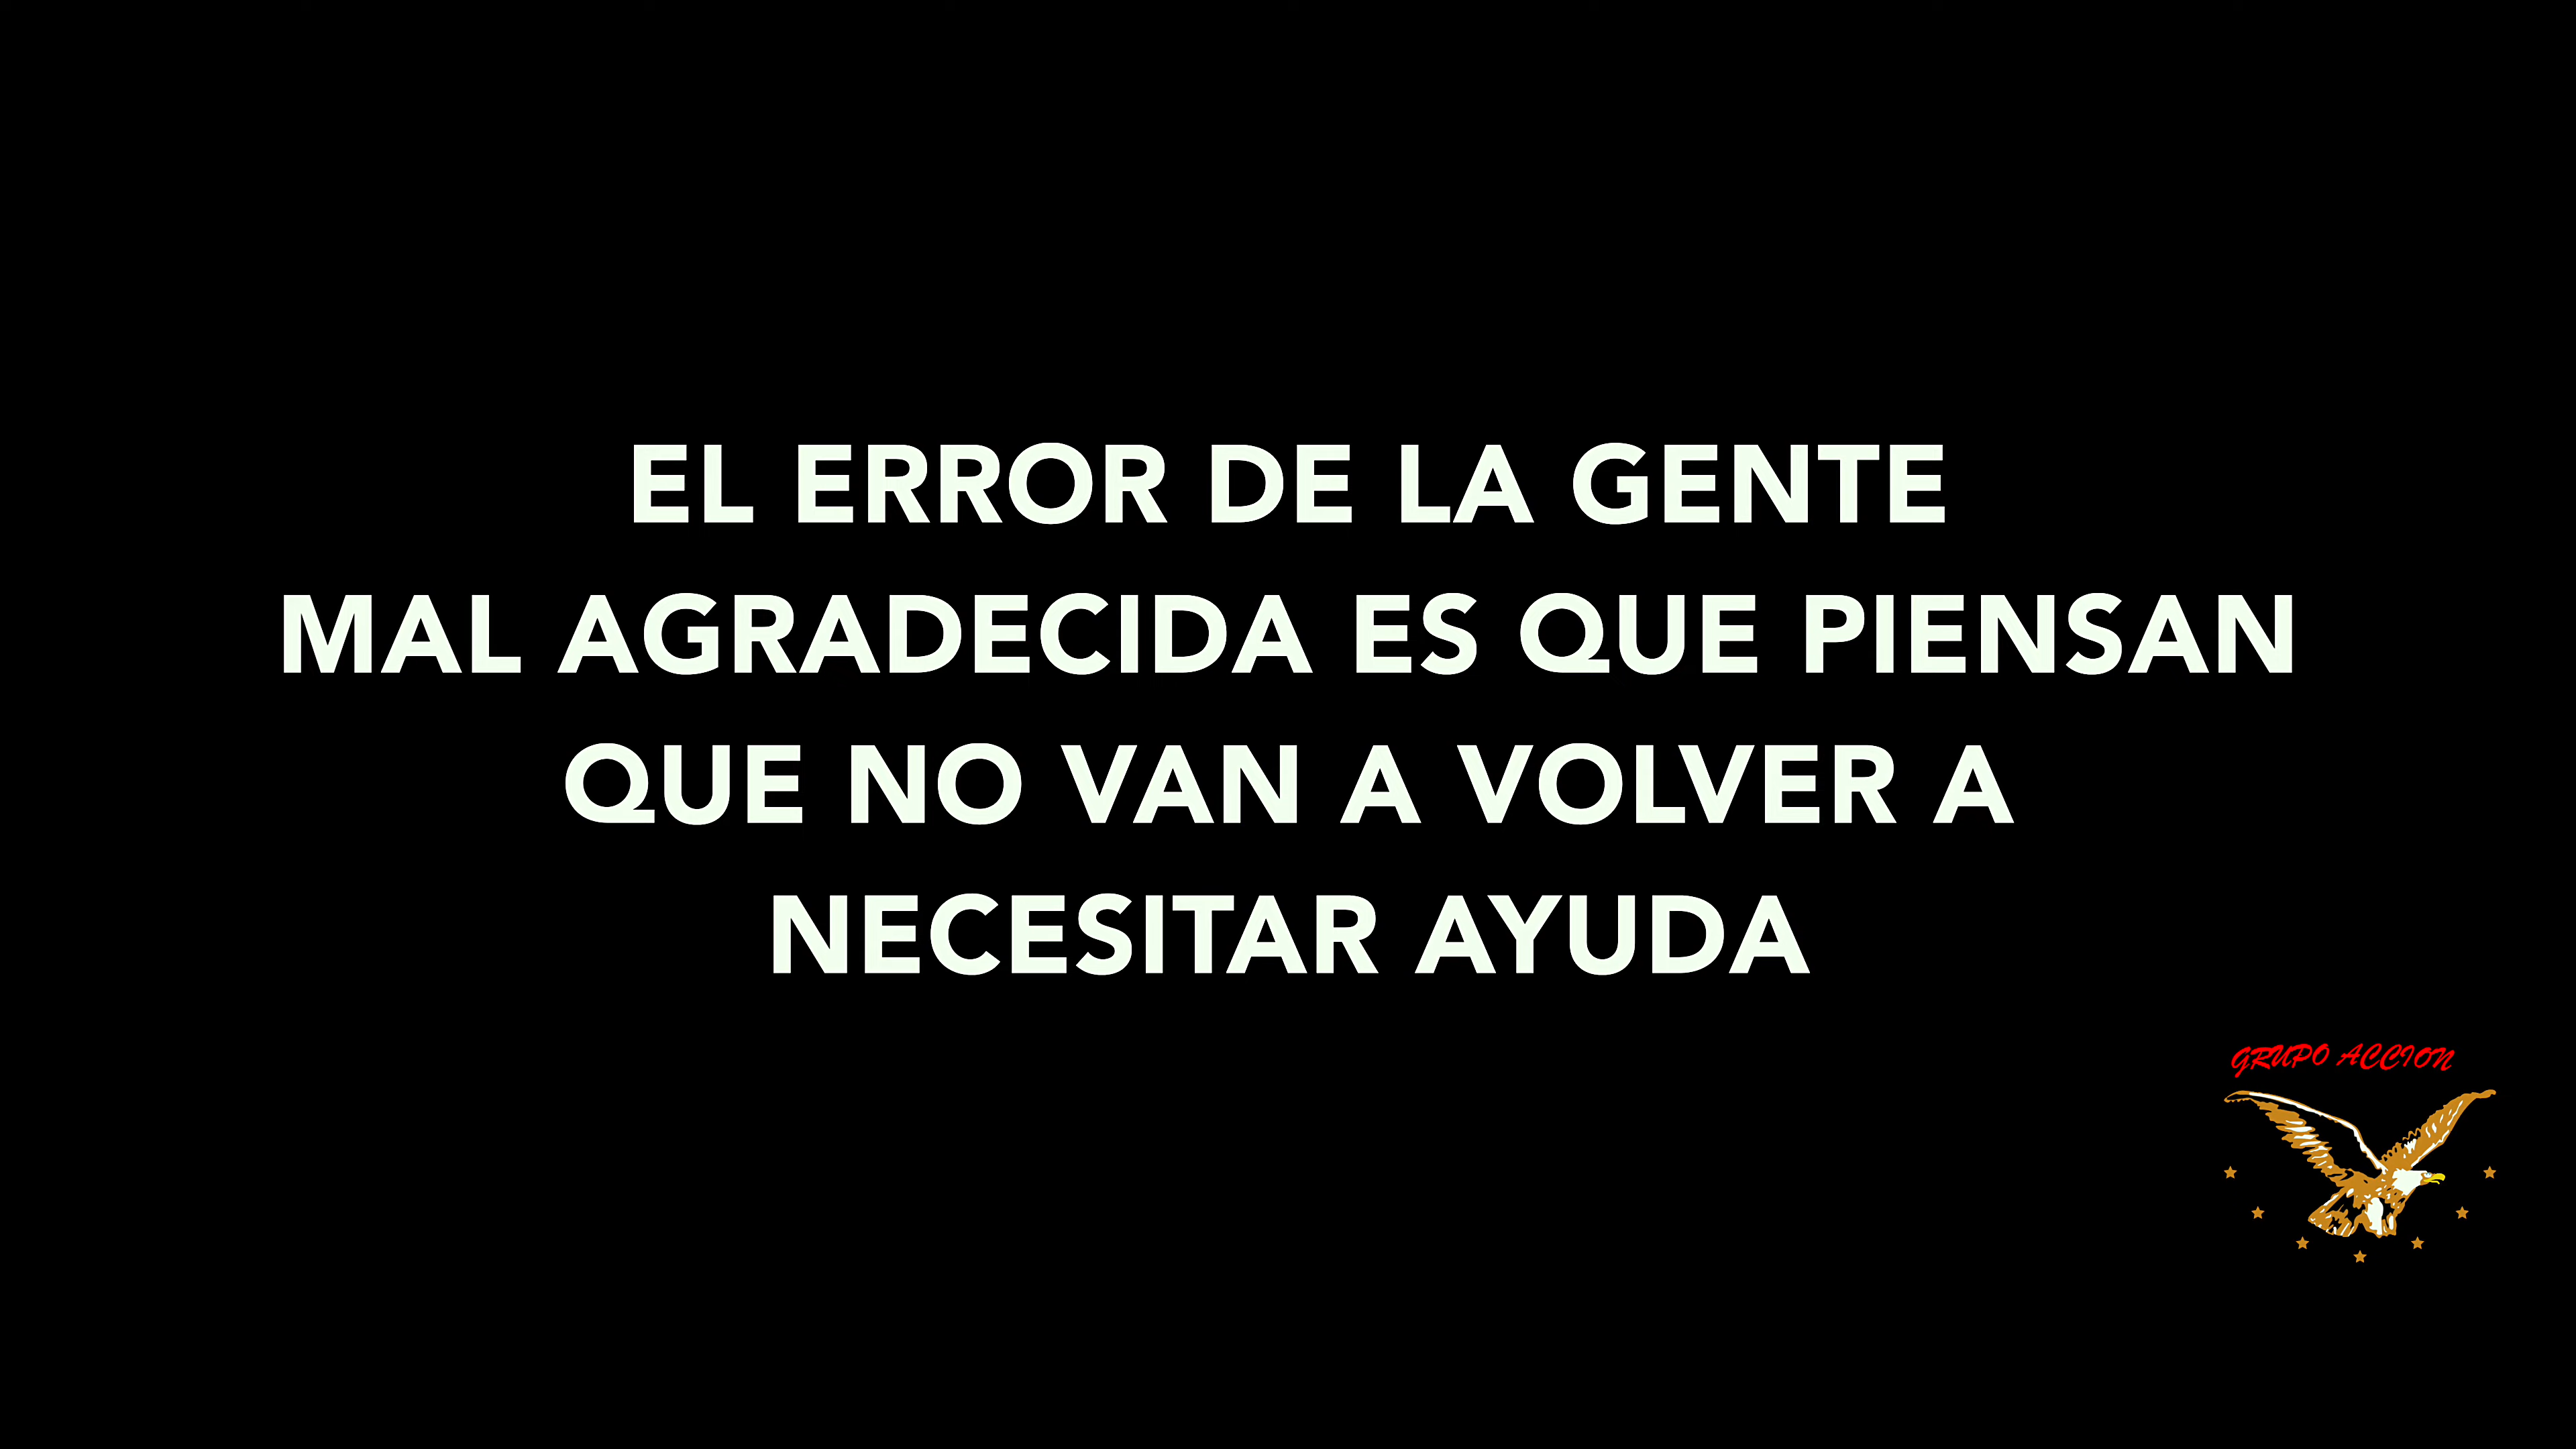 EL ERROR DE LA GENTE
MAL AGRADECIDA ES QUE PIENSAN
QUE NO VAN A VOLVER A
NECESITAR AYUDA
GRUPO ACCION